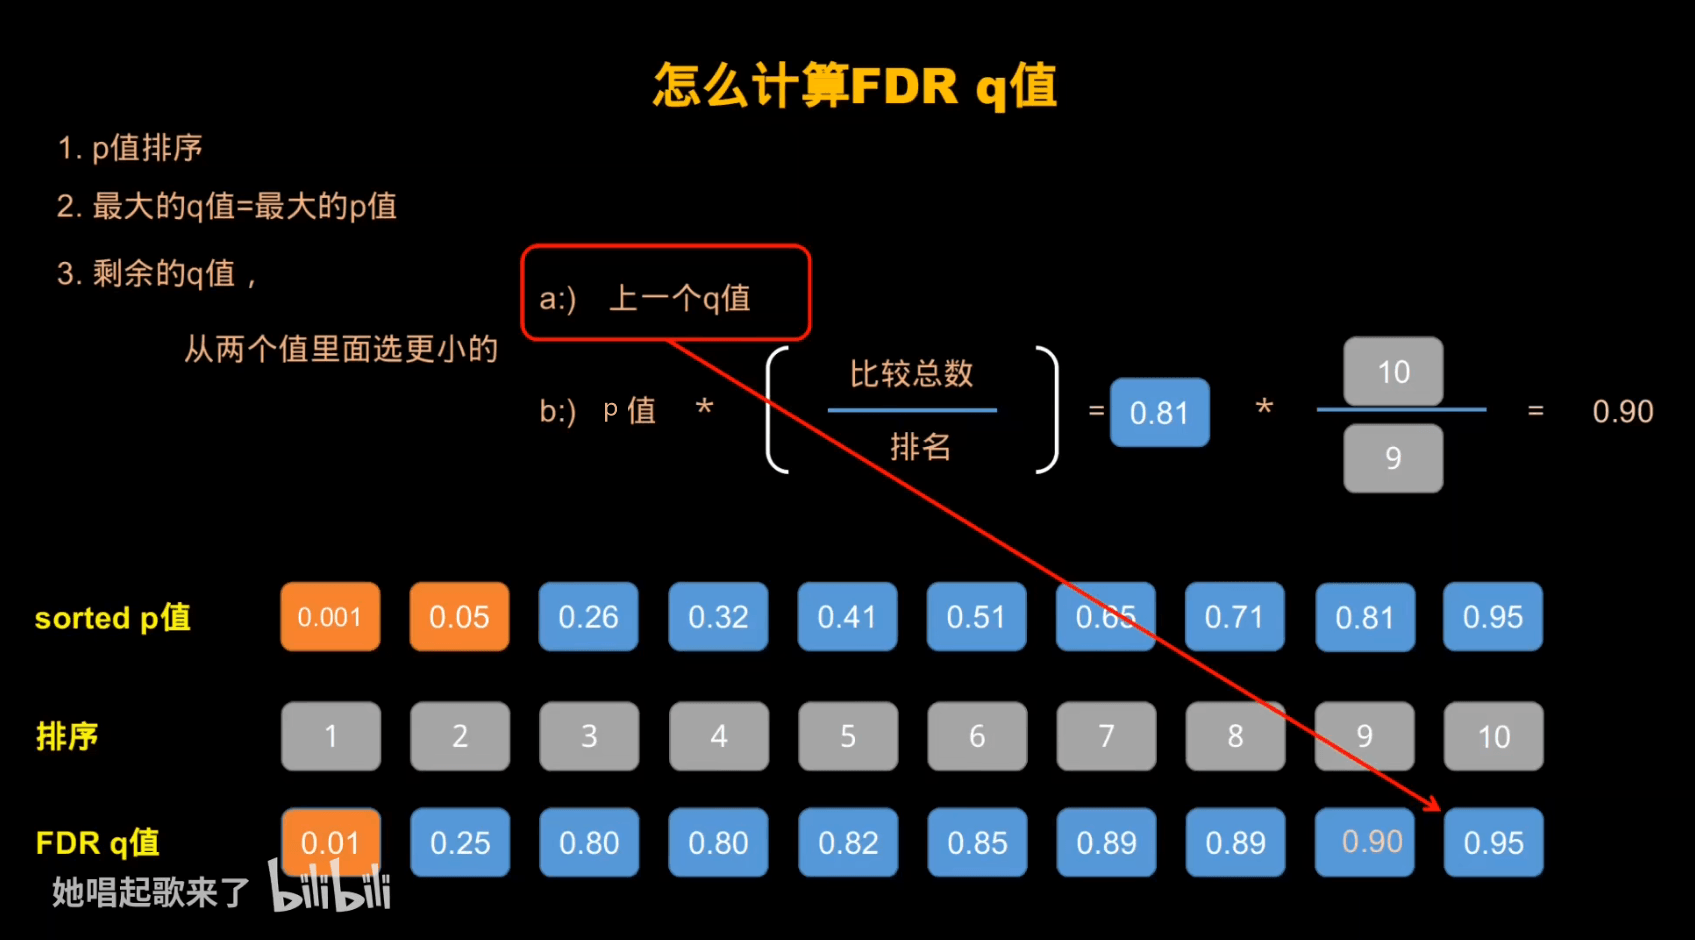 怎么计算FDR q值
1. p值排序
2. 最大的q值=最大的p值
3. 剩余的q值，
a:) 上一个q值
从两个值里面选更小的
b:) p 值 * ( 比较总数
排名 ) = 0.81 * 10
9 = 0.90
sorted p值 0.001 0.05 0.26 0.32 0.41 0.51 0.65 0.71 0.81 0.95
排序 1 2 3 4 5 6 7 8 9 10
FDR q值 0.01 0.25 0.80 0.80 0.82 0.85 0.89 0.89 0.90 0.95
她唱起歌来了 bilibili